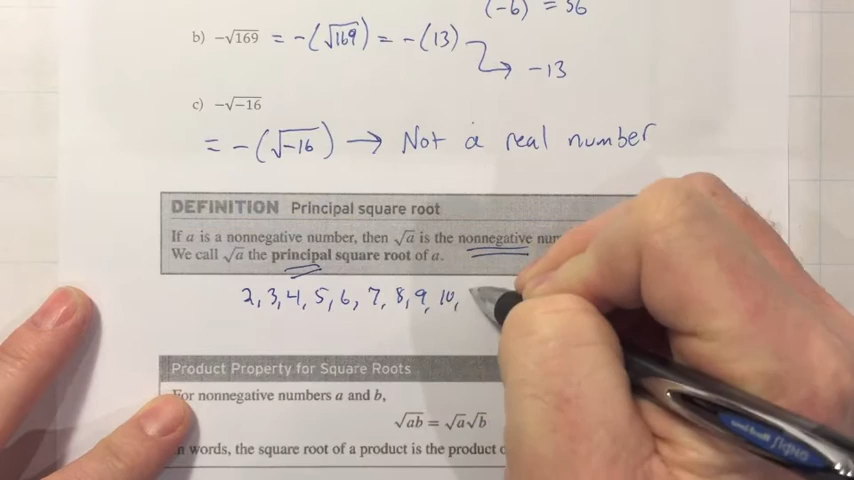 (-6) = 36
b) -√169 = -(√169) = -(13)
→ -13
c) -√-16
= -(√-16) → Not a real number
DEFINITION Principal square root
If a is a nonnegative number, then √a is the nonnegative
We call √a the principal square root of a.
2, 3, 4, 5, 6, 7, 8, 9, 10,
Product Property for Square Roots
For nonnegative numbers a and b,
√ab = √a√b
n words, the square root of a product is the product
uni-ball SIGNO